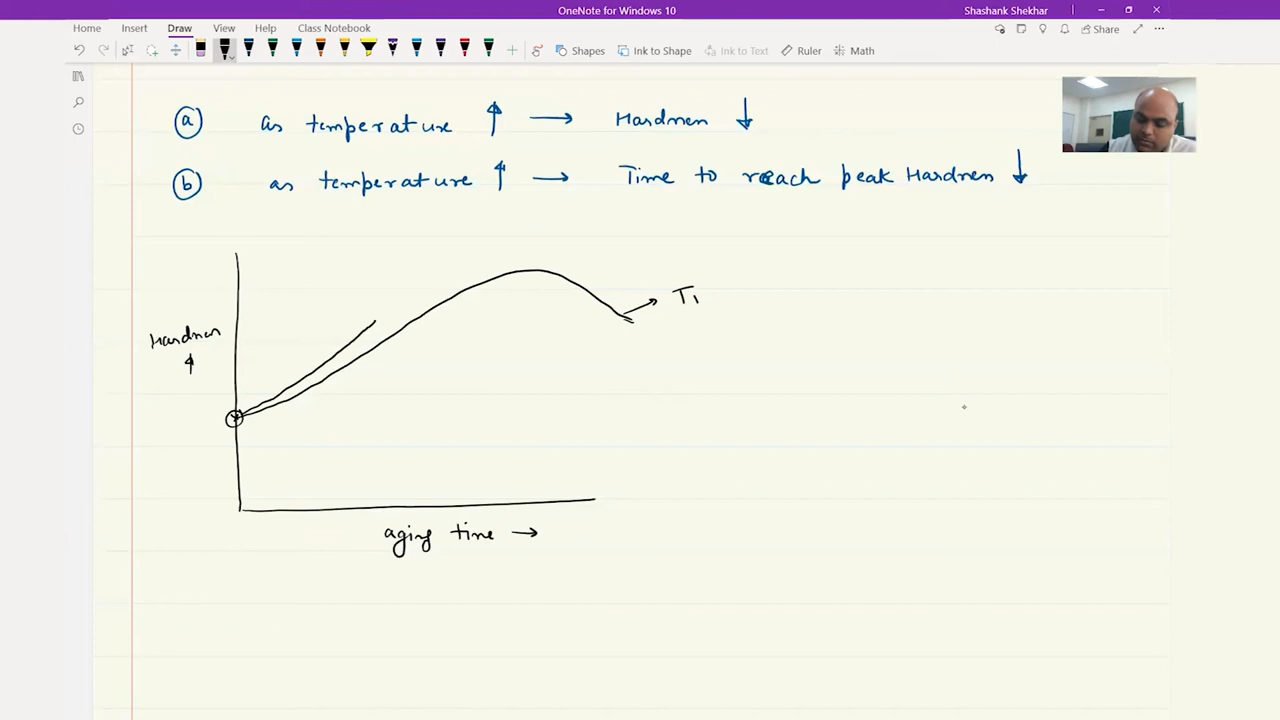 OneNote for Windows 10
Shashank Shekhar
Home Insert Draw View Help Class Notebook
Share
Shapes Ink to Shape Ink to Text Ruler Math
a as temperature ↑ → Hardness ↓
b as temperature ↑ → Time to reach peak Hardness ↓
T1
Hardness
↑
aging time →